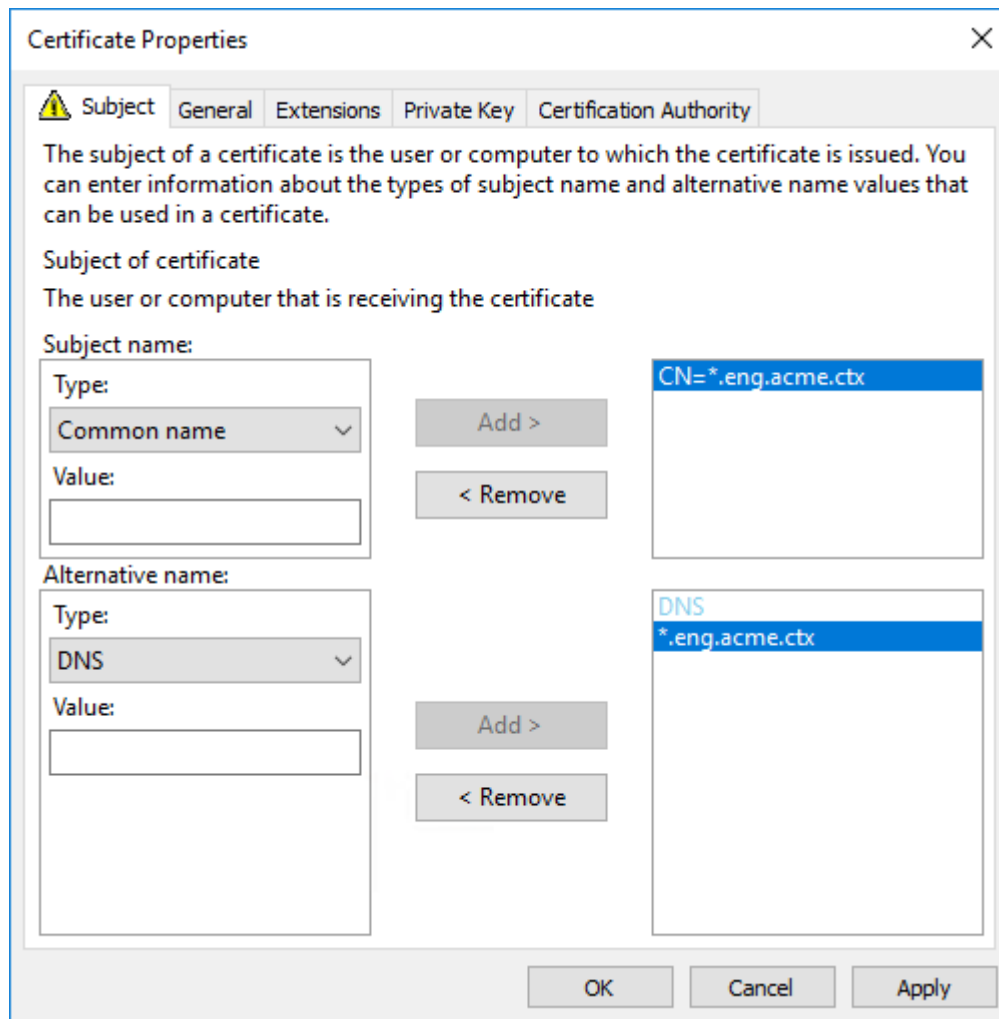 Certificate Properties
Subject General Extensions Private Key Certification Authority
The subject of a certificate is the user or computer to which the certificate is issued. You
can enter information about the types of subject name and alternative name values that
can be used in a certificate.
Subject of certificate
The user or computer that is receiving the certificate
Subject name:
Type:
Common name
Value:
Add >
< Remove
CN=*.eng.acme.ctx
Alternative name:
Type:
DNS
Value:
Add >
< Remove
DNS
*.eng.acme.ctx
OK Cancel Apply